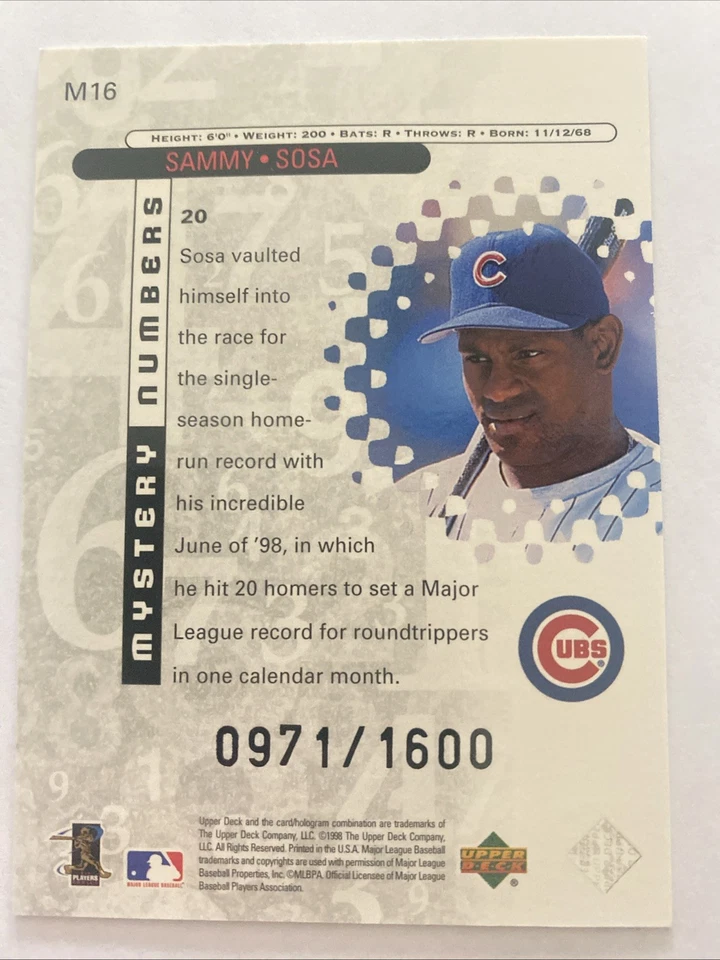 M16
HEIGHT: 6'0" • WEIGHT: 200 • BATS: R • THROWS: R • BORN: 11/12/68
SAMMY • SOSA
MYSTERY NUMBERS
20
Sosa vaulted
himself into
the race for
the single-
season home-
run record with
his incredible
June of '98, in which
he hit 20 homers to set a Major
League record for roundtrippers
in one calendar month.
C
CUBS®
0971/1600
Upper Deck and the card/hologram combination are trademarks of
The Upper Deck Company, LLC. ©1998 The Upper Deck Company,
LLC. All Rights Reserved. Printed in the U.S.A. Major League Baseball
trademarks and copyrights are used with permission of Major League
Baseball Properties, Inc. ©MLBPA. Official Licensee of Major League
Baseball Players Association.
PLAYERS
MAJOR LEAGUE BASEBALL
UPPER
DECK®